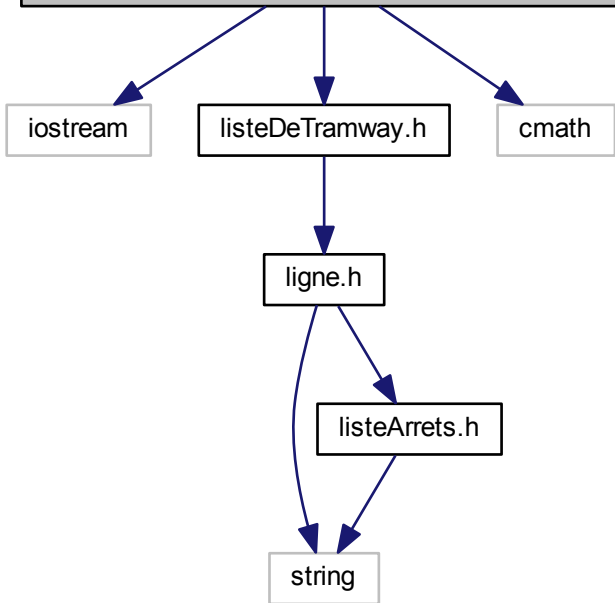 iostream
listeDeTramway.h
cmath
ligne.h
listeArrets.h
string